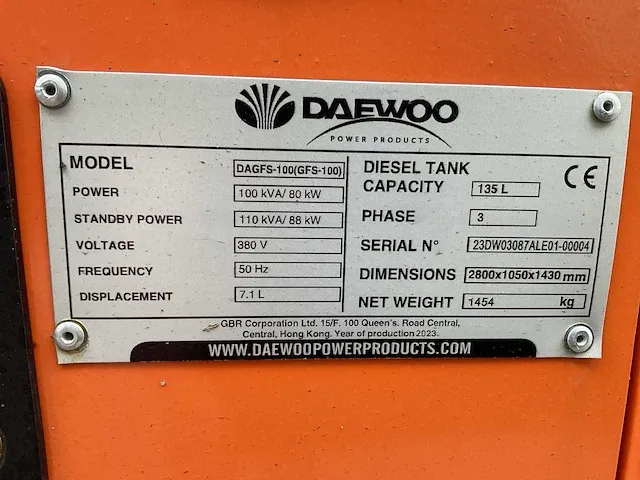 DAEWOO
POWER PRODUCTS
MODEL DAGFS-100(GFS-100)
POWER 100 kVA/ 80 kW
STANDBY POWER 110 kVA/ 88 kW
VOLTAGE 380 V
FREQUENCY 50 Hz
DISPLACEMENT 7.1 L
DIESEL TANK
CAPACITY 135 L
CE
PHASE 3
SERIAL N° 23DW03087ALE01-00004
DIMENSIONS 2800x1050x1430 mm
NET WEIGHT 1454 kg
GBR Corporation Ltd. 15/F. 100 Queen's. Road Central,
Central, Hong Kong. Year of production 2023.
WWW.DAEWOOPOWERPRODUCTS.COM